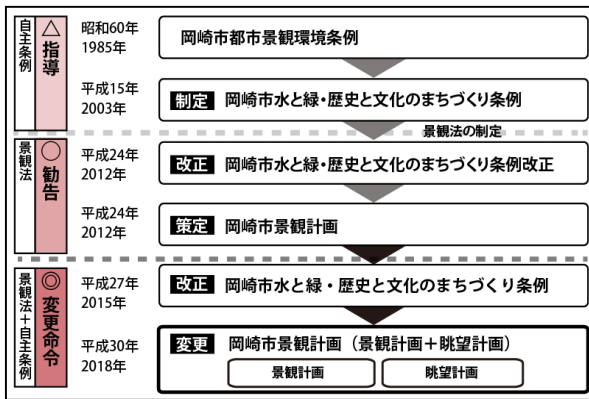 自主条例
△指導
昭和60年
1985年
岡崎市都市景観環境条例
平成15年
2003年
制定 岡崎市水と緑・歴史と文化のまちづくり条例
景観法の制定
景観法
○勧告
平成24年
2012年
改正 岡崎市水と緑・歴史と文化のまちづくり条例改正
平成24年
2012年
策定 岡崎市景観計画
景観法＋自主条例
◎変更命令
平成27年
2015年
改正 岡崎市水と緑・歴史と文化のまちづくり条例
平成30年
2018年
変更 岡崎市景観計画（景観計画＋眺望計画）
景観計画
眺望計画